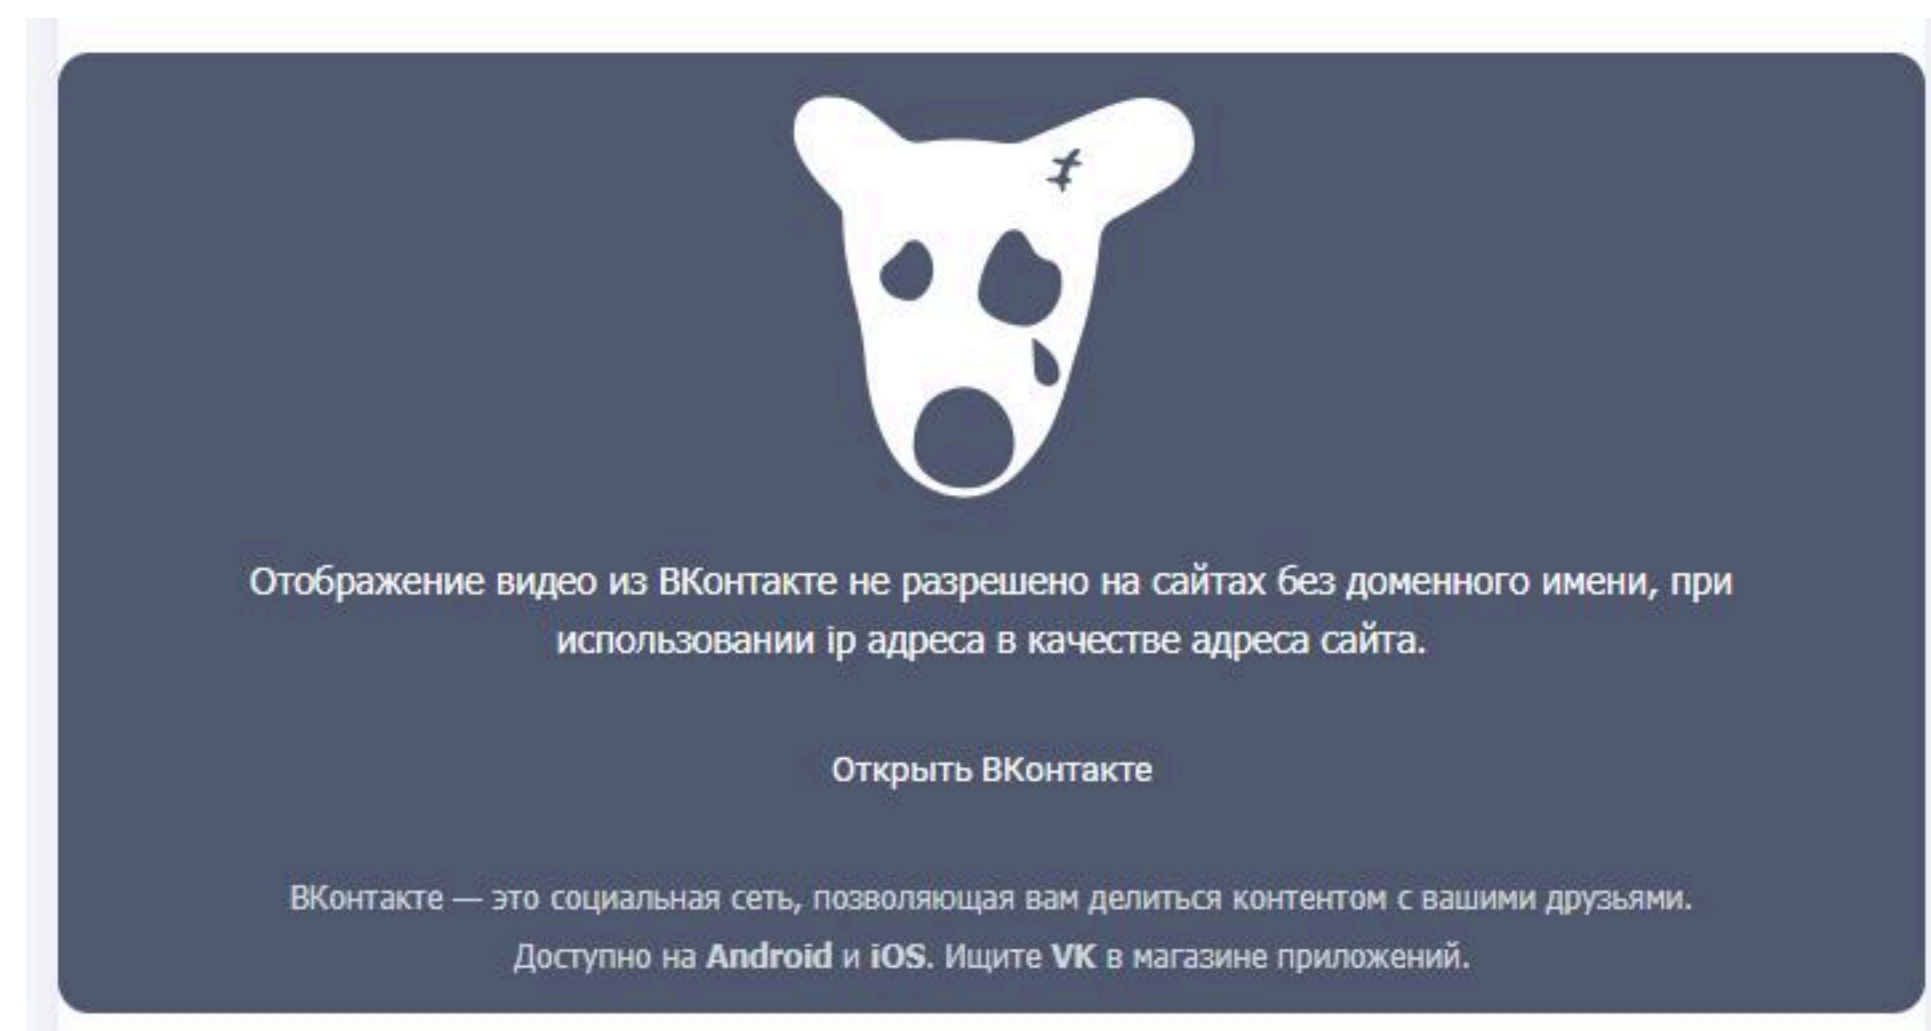 Отображение видео из ВКонтакте не разрешено на сайтах без доменного имени, при
использовании ip адреса в качестве адреса сайта.
Открыть ВКонтакте
ВКонтакте — это социальная сеть, позволяющая вам делиться контентом с вашими друзьями.
Доступно на Android и iOS. Ищите VK в магазине приложений.